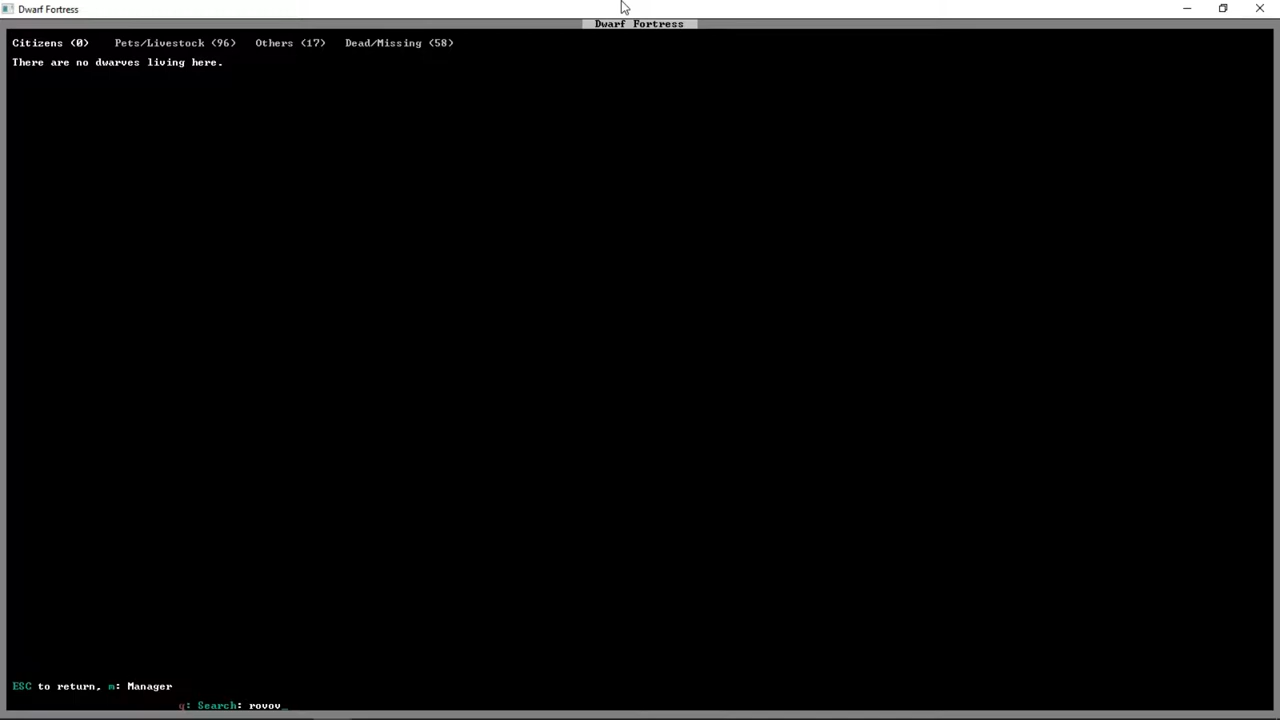 Dwarf Fortress
Dwarf Fortress
Citizens (0) Pets/Livestock (96) Others (17) Dead/Missing (58)
There are no dwarves living here.
ESC to return, m: Manager
q: Search: rovov_